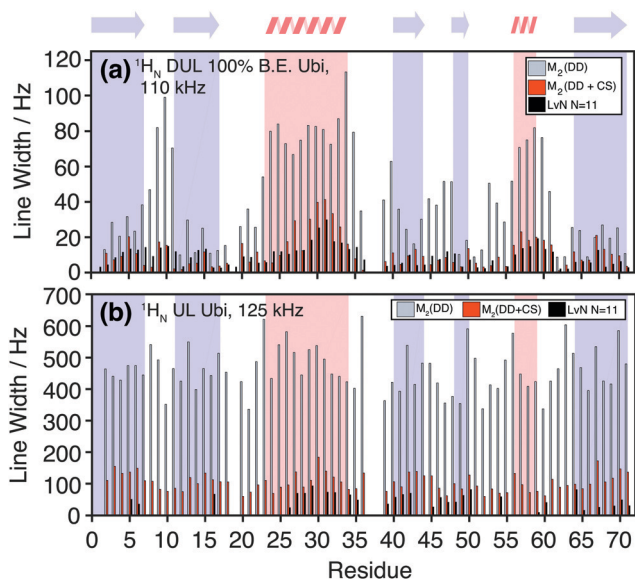 (a) ¹H_N DUL 100% B.E. Ubi,
110 kHz
M₂(DD)
M₂(DD + CS)
LvN N=11
Line Width / Hz
120
100
80
60
40
20
0
(b) ¹H_N UL Ubi, 125 kHz
M₂(DD) M₂(DD+CS) LvN N=11
Line Width / Hz
700
600
500
400
300
200
100
0
0 5 10 15 20 25 30 35 40 45 50 55 60 65 70
Residue